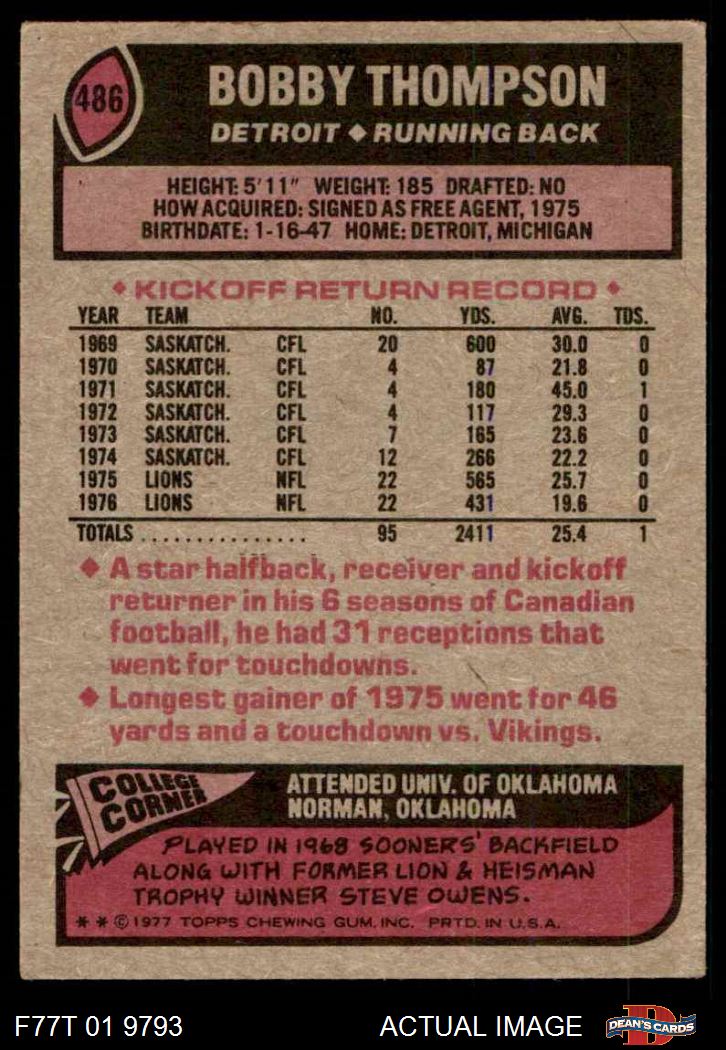 486
BOBBY THOMPSON
DETROIT ◆ RUNNING BACK
HEIGHT: 5'11" WEIGHT: 185 DRAFTED: NO
HOW ACQUIRED: SIGNED AS FREE AGENT, 1975
BIRTHDATE: 1-16-47 HOME: DETROIT, MICHIGAN
◆ KICKOFF RETURN RECORD ◆
YEAR TEAM NO. YDS. AVG. TDS.
1969 SASKATCH. CFL 20 600 30.0 0
1970 SASKATCH. CFL 4 87 21.8 0
1971 SASKATCH. CFL 4 180 45.0 1
1972 SASKATCH. CFL 4 117 29.3 0
1973 SASKATCH. CFL 7 165 23.6 0
1974 SASKATCH. CFL 12 266 22.2 0
1975 LIONS NFL 22 565 25.7 0
1976 LIONS NFL 22 431 19.6 0
TOTALS ............... 95 2411 25.4 1
◆ A star halfback, receiver and kickoff
returner in his 6 seasons of Canadian
football, he had 31 receptions that
went for touchdowns.
◆ Longest gainer of 1975 went for 46
yards and a touchdown vs. Vikings.
COLLEGE
CORNER
ATTENDED UNIV. OF OKLAHOMA
NORMAN, OKLAHOMA
PLAYED IN 1968 SOONERS' BACKFIELD
ALONG WITH FORMER LION & HEISMAN
TROPHY WINNER STEVE OWENS.
* * © 1977 TOPPS CHEWING GUM, INC. PRTD. IN U.S.A.
F77T 01 9793 ACTUAL IMAGE
D
DEAN'S CARDS